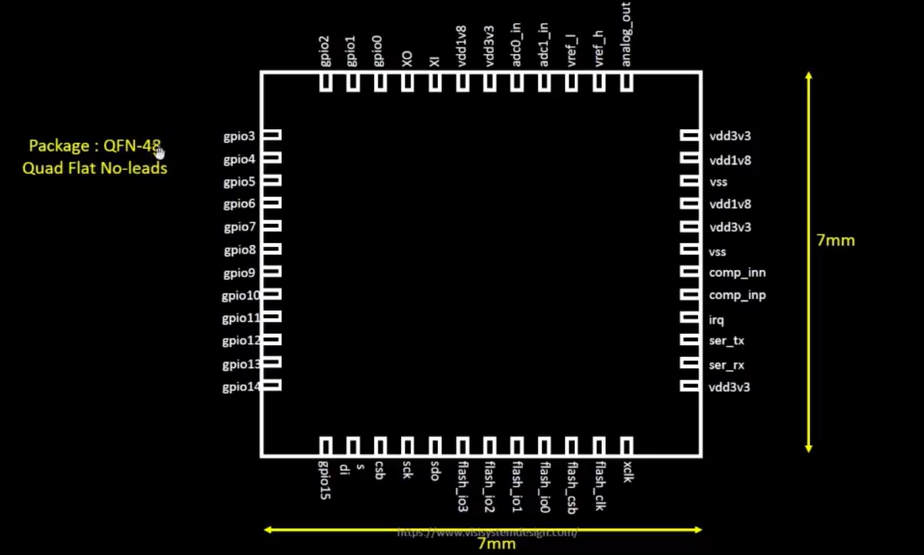 gpio2
gpio1
gpio0
XO
XI
vdd1v8
vdd3v3
adc0_in
adc1_in
vref_l
vref_h
analog_out
Package : QFN-48
Quad Flat No-leads
gpio3
gpio4
gpio5
gpio6
gpio7
gpio8
gpio9
gpio10
gpio11
gpio12
gpio13
gpio14
vdd3v3
vdd1v8
vss
vdd1v8
vdd3v3
vss
comp_inn
comp_inp
irq
ser_tx
ser_rx
vdd3v3
7mm
gpio15
s
di
csb
sck
sdo
flash_io3
flash_io2
flash_io1
flash_io0
flash_csb
flash_clk
xclk
https://www.vlsisystemdesign.com/
7mm